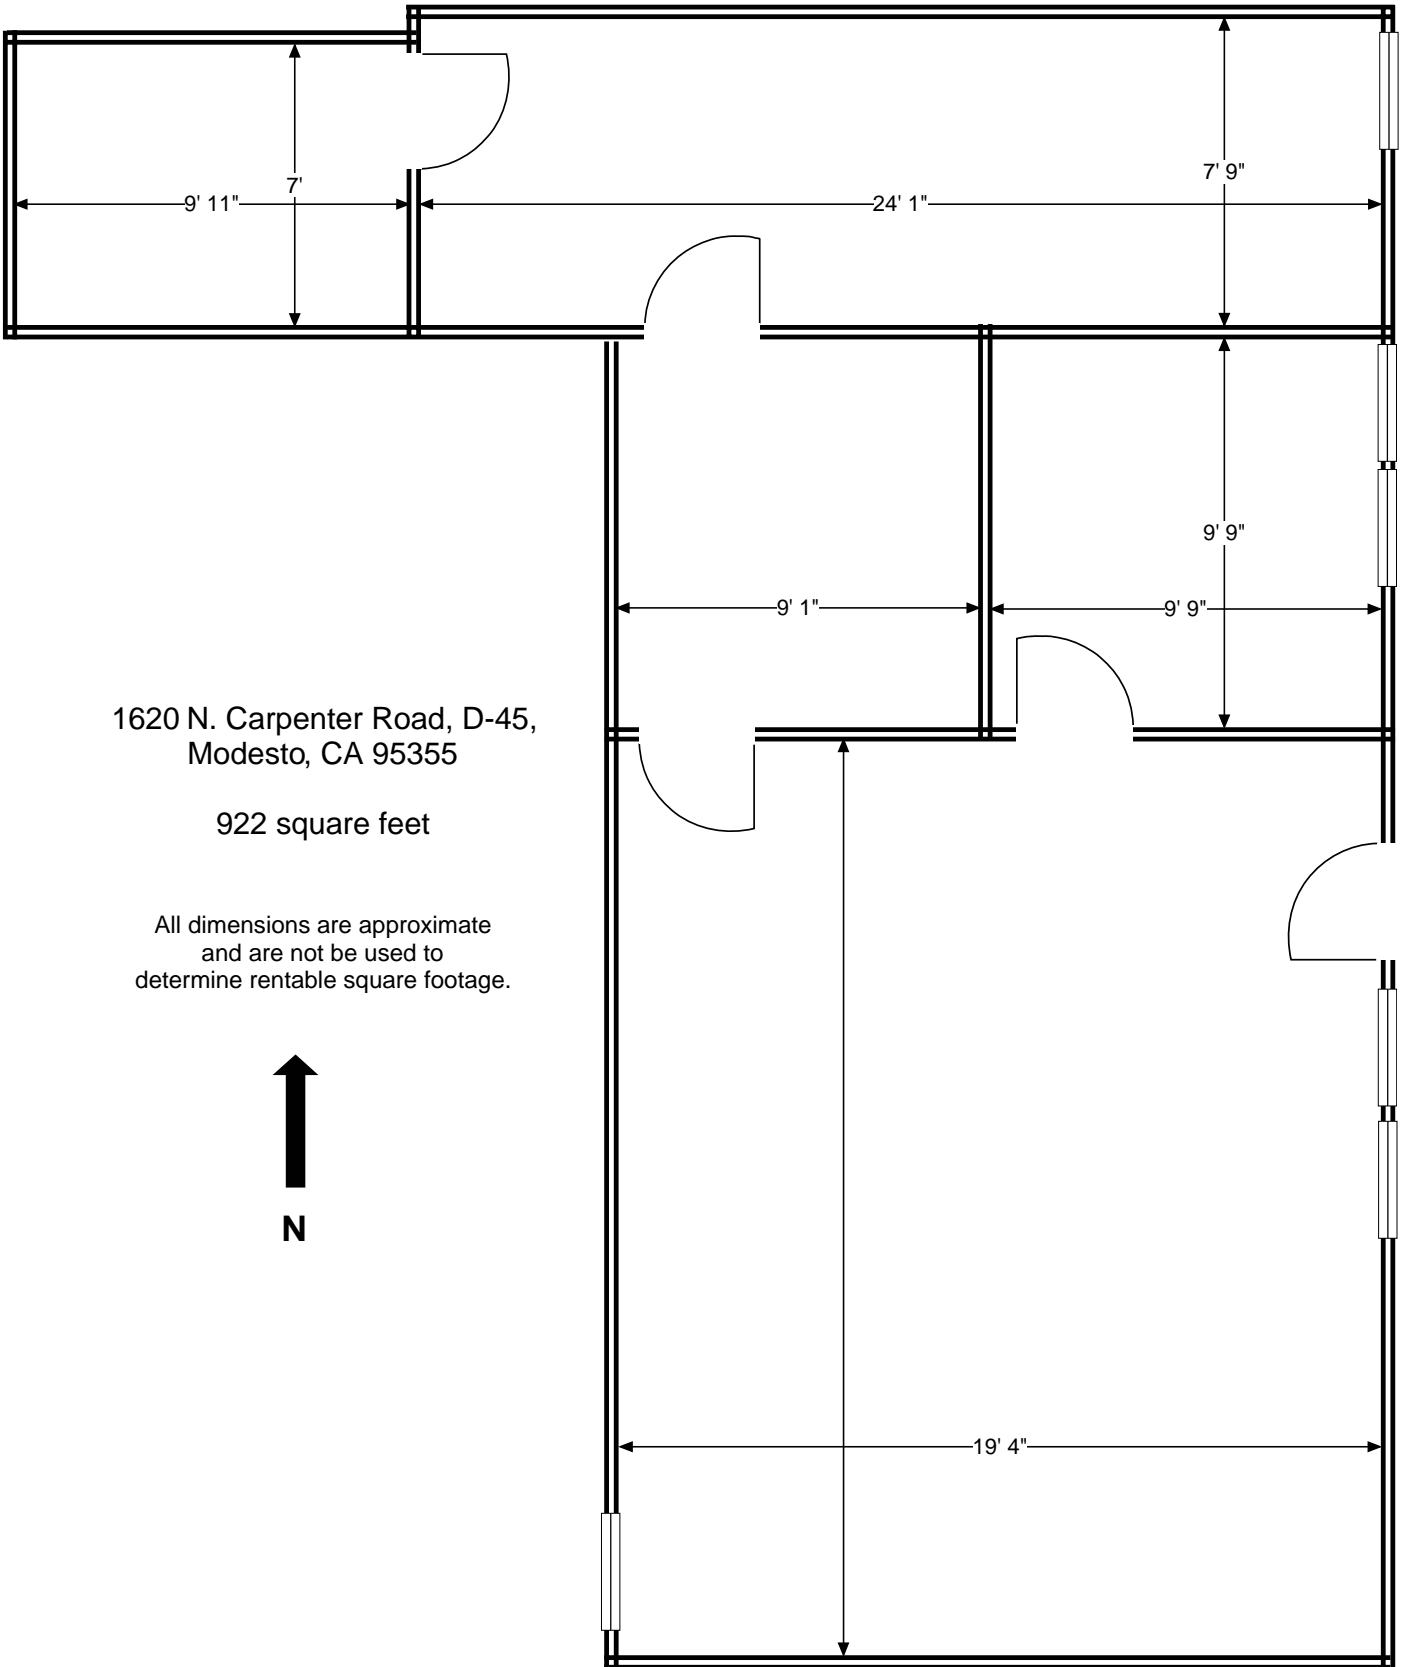 7'
9' 11"
7' 9"
24' 1"
9' 9"
9' 1"
9' 9"
1620 N. Carpenter Road, D-45,
Modesto, CA 95355
922 square feet
All dimensions are approximate
and are not be used to
determine rentable square footage.
N
19' 4"